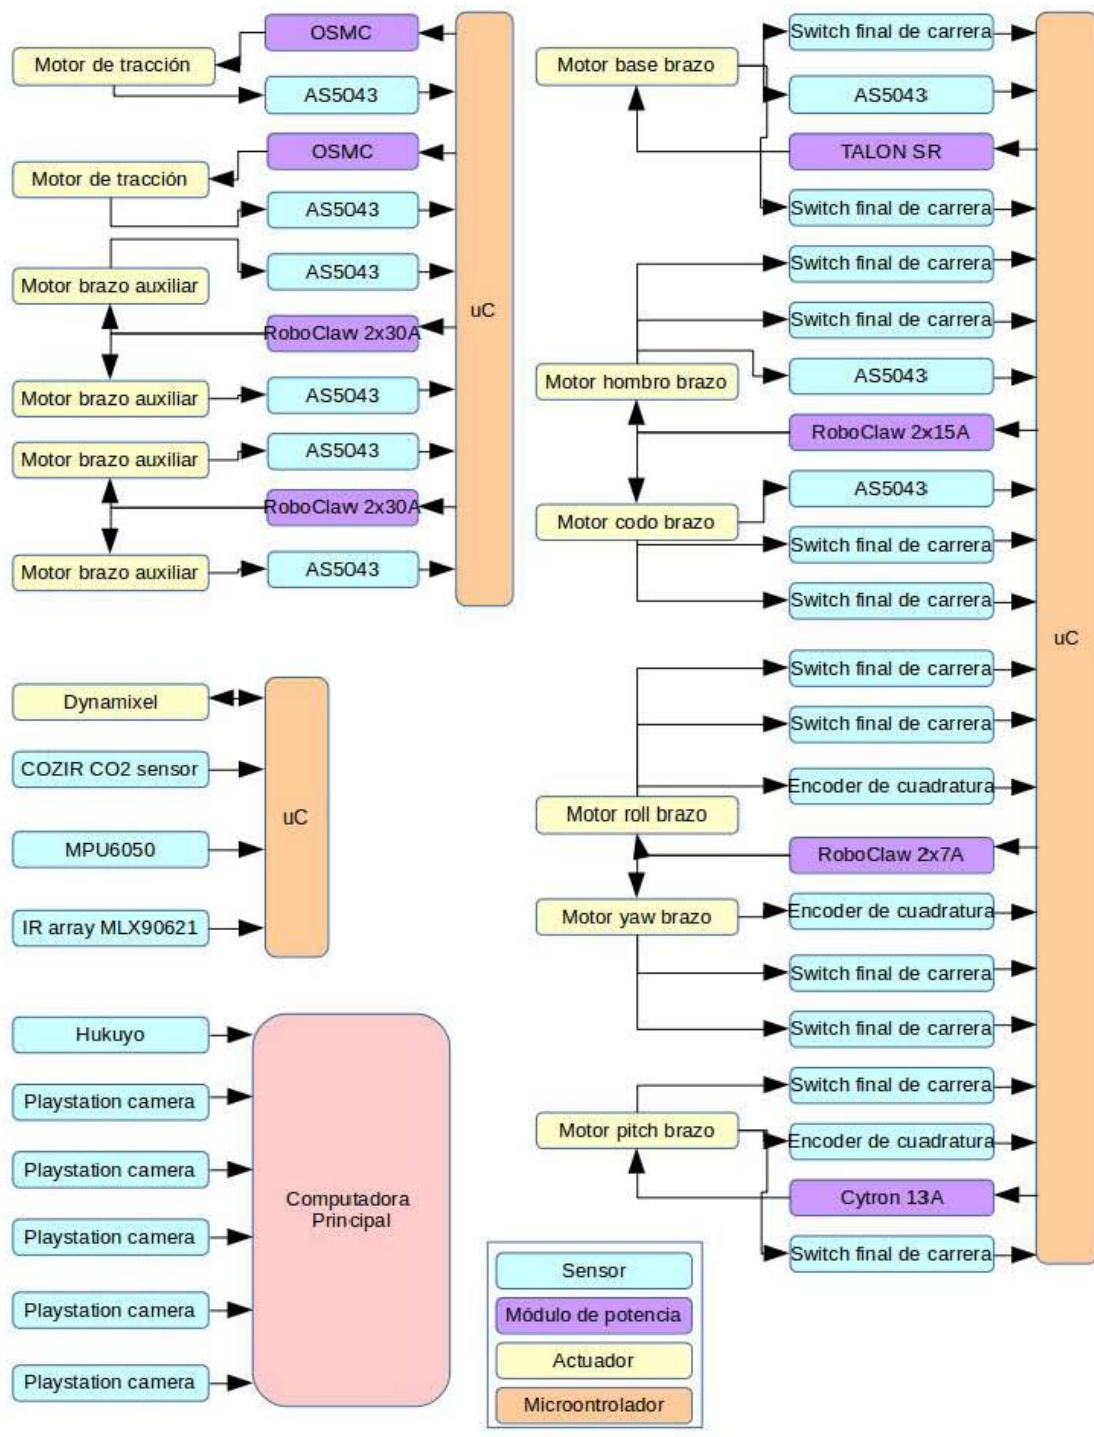 OSMC
Motor de tracción
AS5043
OSMC
Motor de tracción
AS5043
AS5043
Motor brazo auxiliar
RoboClaw 2x30A
Motor brazo auxiliar
AS5043
Motor brazo auxiliar
AS5043
RoboClaw 2x30A
Motor brazo auxiliar
AS5043
uC
Dynamixel
COZIR CO2 sensor
MPU6050
IR array MLX90621
uC
Hukuyo
Playstation camera
Playstation camera
Playstation camera
Playstation camera
Playstation camera
Computadora
Principal
Switch final de carrera
Motor base brazo
AS5043
TALON SR
Switch final de carrera
Switch final de carrera
Switch final de carrera
AS5043
Motor hombro brazo
RoboClaw 2x15A
AS5043
Motor codo brazo
Switch final de carrera
Switch final de carrera
Switch final de carrera
Switch final de carrera
Encoder de cuadratura
Motor roll brazo
RoboClaw 2x7A
Encoder de cuadratura
Motor yaw brazo
Switch final de carrera
Switch final de carrera
Switch final de carrera
Motor pitch brazo
Encoder de cuadratura
Cytron 13A
Switch final de carrera
uC
Sensor
Módulo de potencia
Actuador
Microontrolador